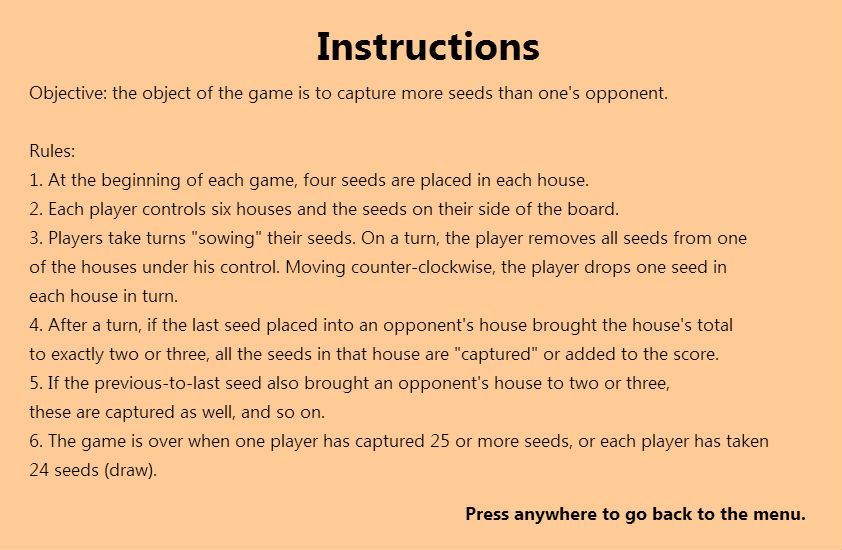 Instructions
Objective: the object of the game is to capture more seeds than one's opponent.
Rules:
1. At the beginning of each game, four seeds are placed in each house.
2. Each player controls six houses and the seeds on their side of the board.
3. Players take turns "sowing" their seeds. On a turn, the player removes all seeds from one
of the houses under his control. Moving counter-clockwise, the player drops one seed in
each house in turn.
4. After a turn, if the last seed placed into an opponent's house brought the house's total
to exactly two or three, all the seeds in that house are "captured" or added to the score.
5. If the previous-to-last seed also brought an opponent's house to two or three,
these are captured as well, and so on.
6. The game is over when one player has captured 25 or more seeds, or each player has taken
24 seeds (draw).
Press anywhere to go back to the menu.